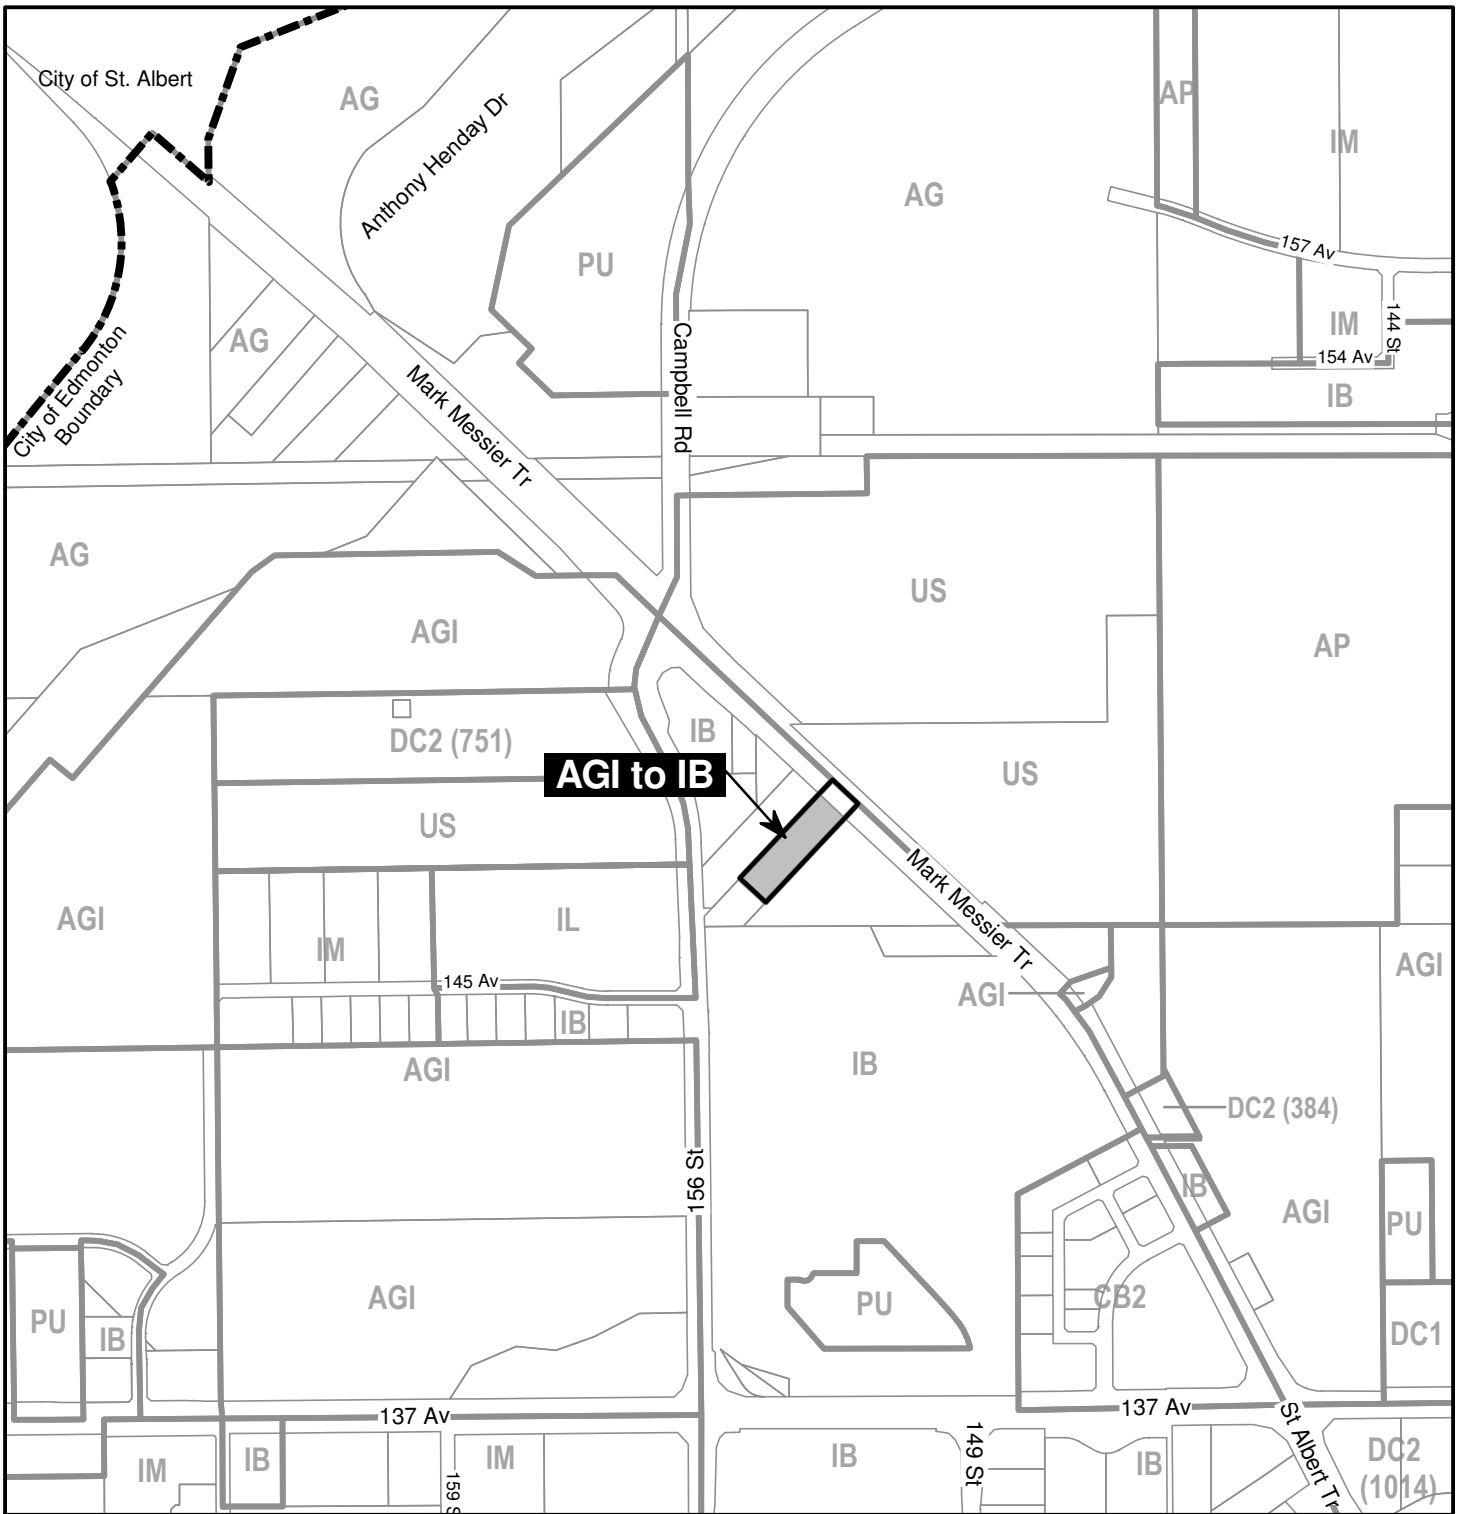 City of St. Albert
AG
Anthony Henday Dr
AP
IM
AG
PU
157 Av
City of Edmonton
Boundary
AG
Mark Messier Tr
Campbell Rd
IM
144 St
154 Av
IB
AG
US
AGI
AP
DC2 (751)
IB
AGI to IB
US
US
Mark Messier Tr
AGI
IM
IL
145 Av
IB
AGI
AGI
AGI
IB
DC2 (384)
156 St
IB
AGI
PU
PU
IB
AGI
PU
CB2
DC1
137 Av
137 Av
St Albert Tr
IM
IB
159 S
IM
IB
149 St
IB
DC2
(1014)